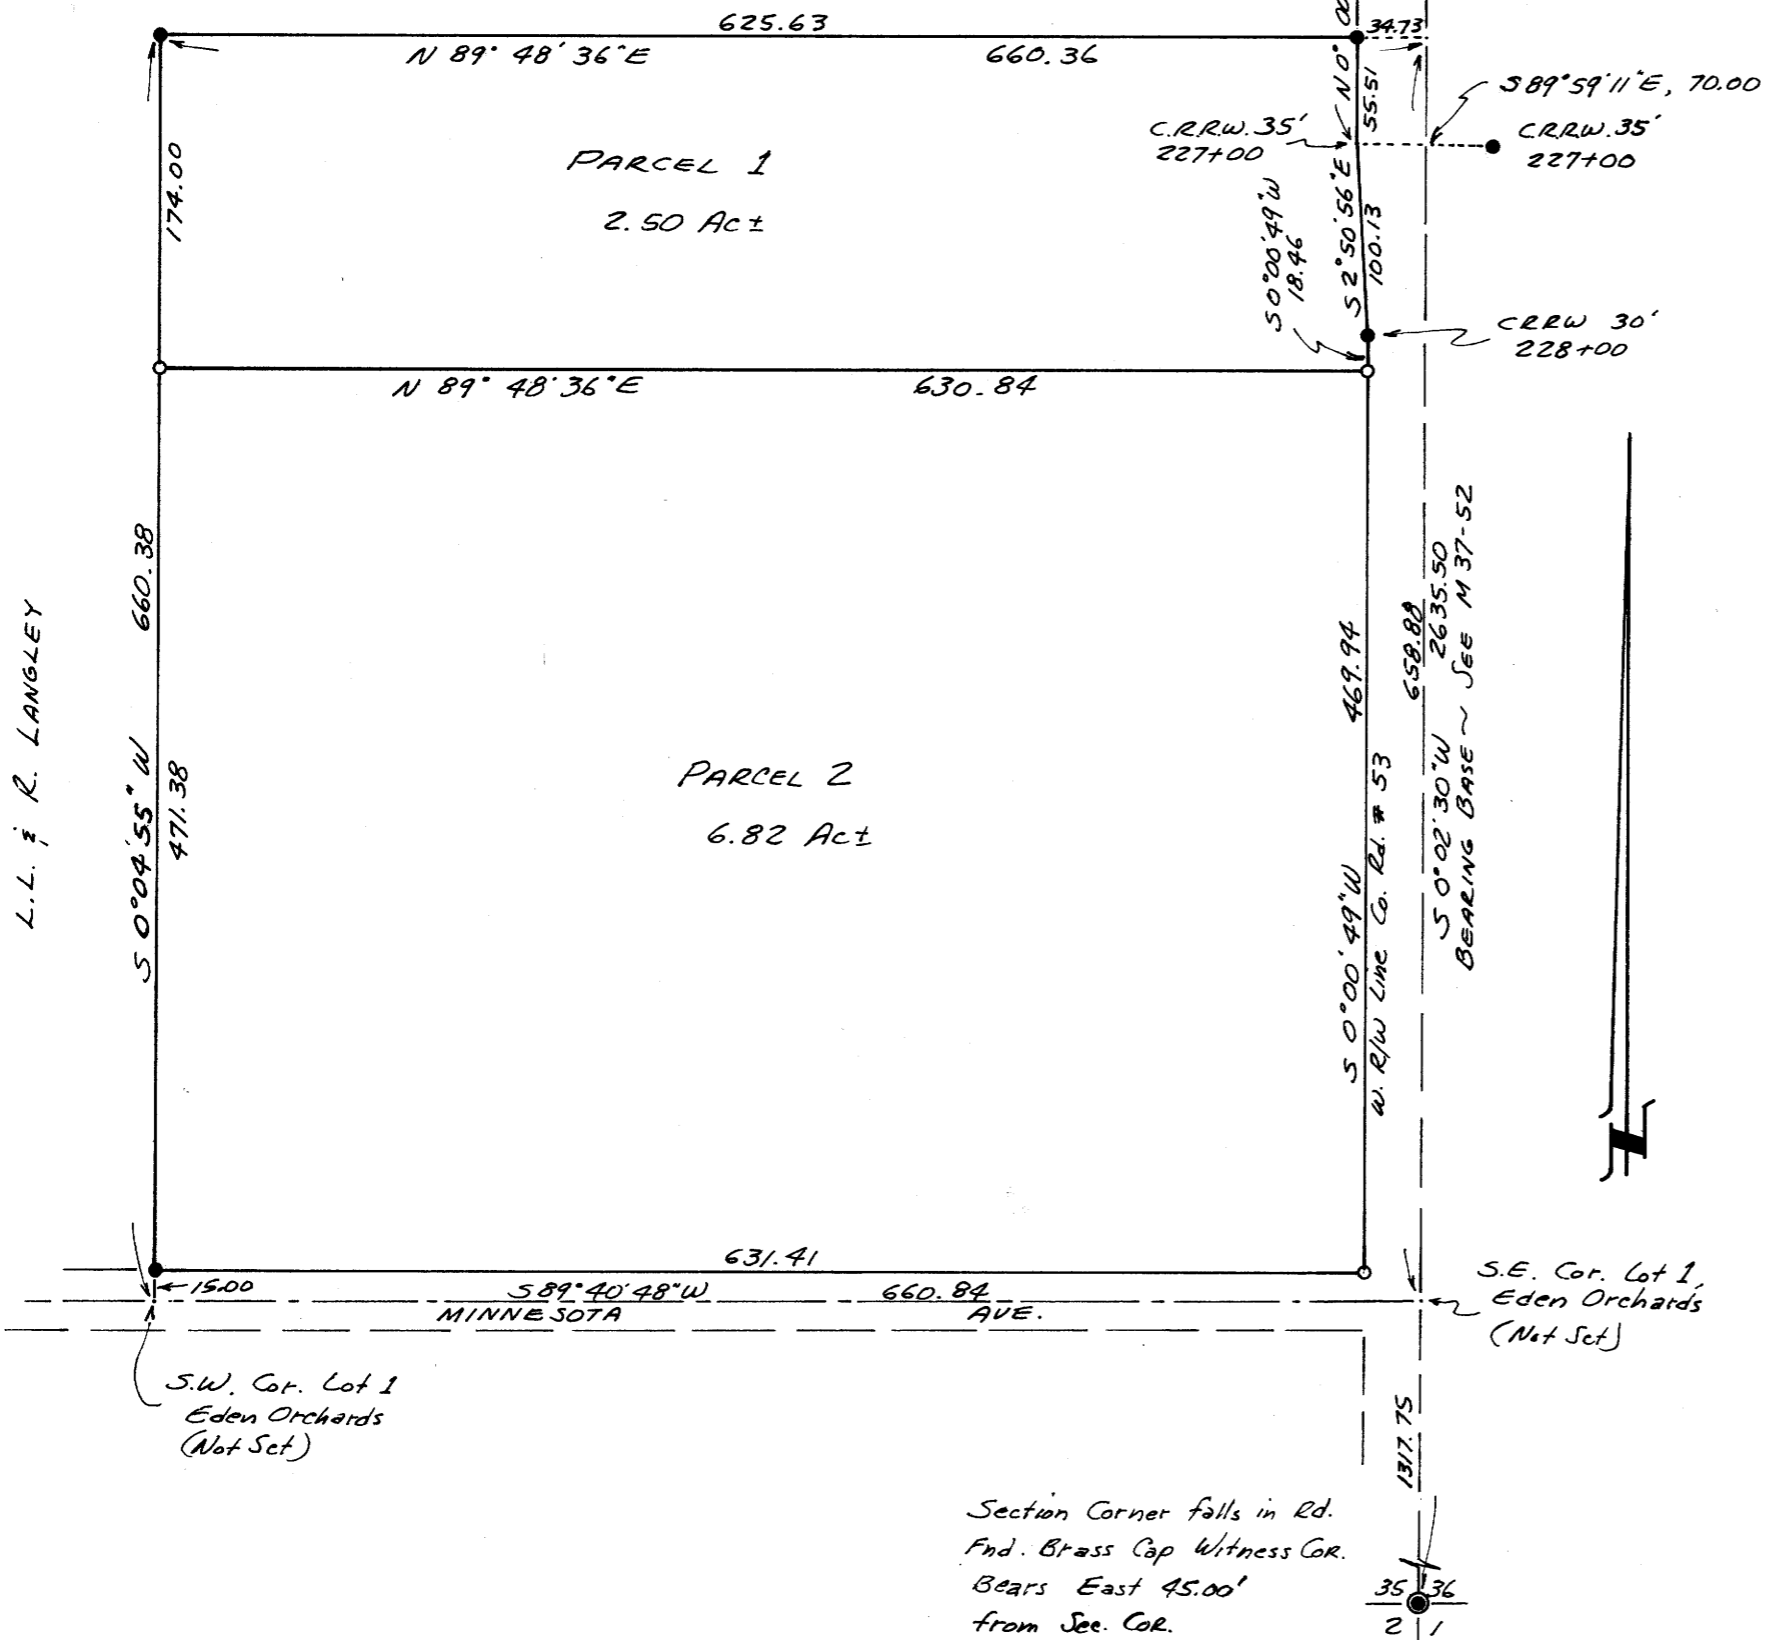 625.63
34.73
N 89° 48' 36"E 660.36
N 0° 00
55.51
S 89°59'11"E, 70.00
C.R.R.W. 35'
227+00
C.R.R.W. 35'
227+00
PARCEL 1
2.50 Ac ±
174.00
S 0°00'49"W
18.46
S 2°50'56"E
100.13
CRRW 30'
228+00
N 89° 48' 36"E 630.84
L.L. & R. LANGLEY
S 0°04'55" W 660.38
471.38
PARCEL 2
6.82 Ac ±
S 0°00'49"W 469.94
W. R/W Line Co. Rd. # 53
658.88
S 0°02'30"W 2635.50
BEARING BASE ~ SEE M 37-52
631.41
15.00
S 89°40'48"W 660.84
MINNESOTA AVE.
S.E. Cor. Lot 1,
Eden Orchards
(Not Set)
S.W. Cor. Lot 1
Eden Orchards
(Not Set)
1317.75
Section Corner falls in Rd.
Fnd. Brass Cap Witness COR.
Bears East 45.00'
from Sec. COR.
35 36
2 1